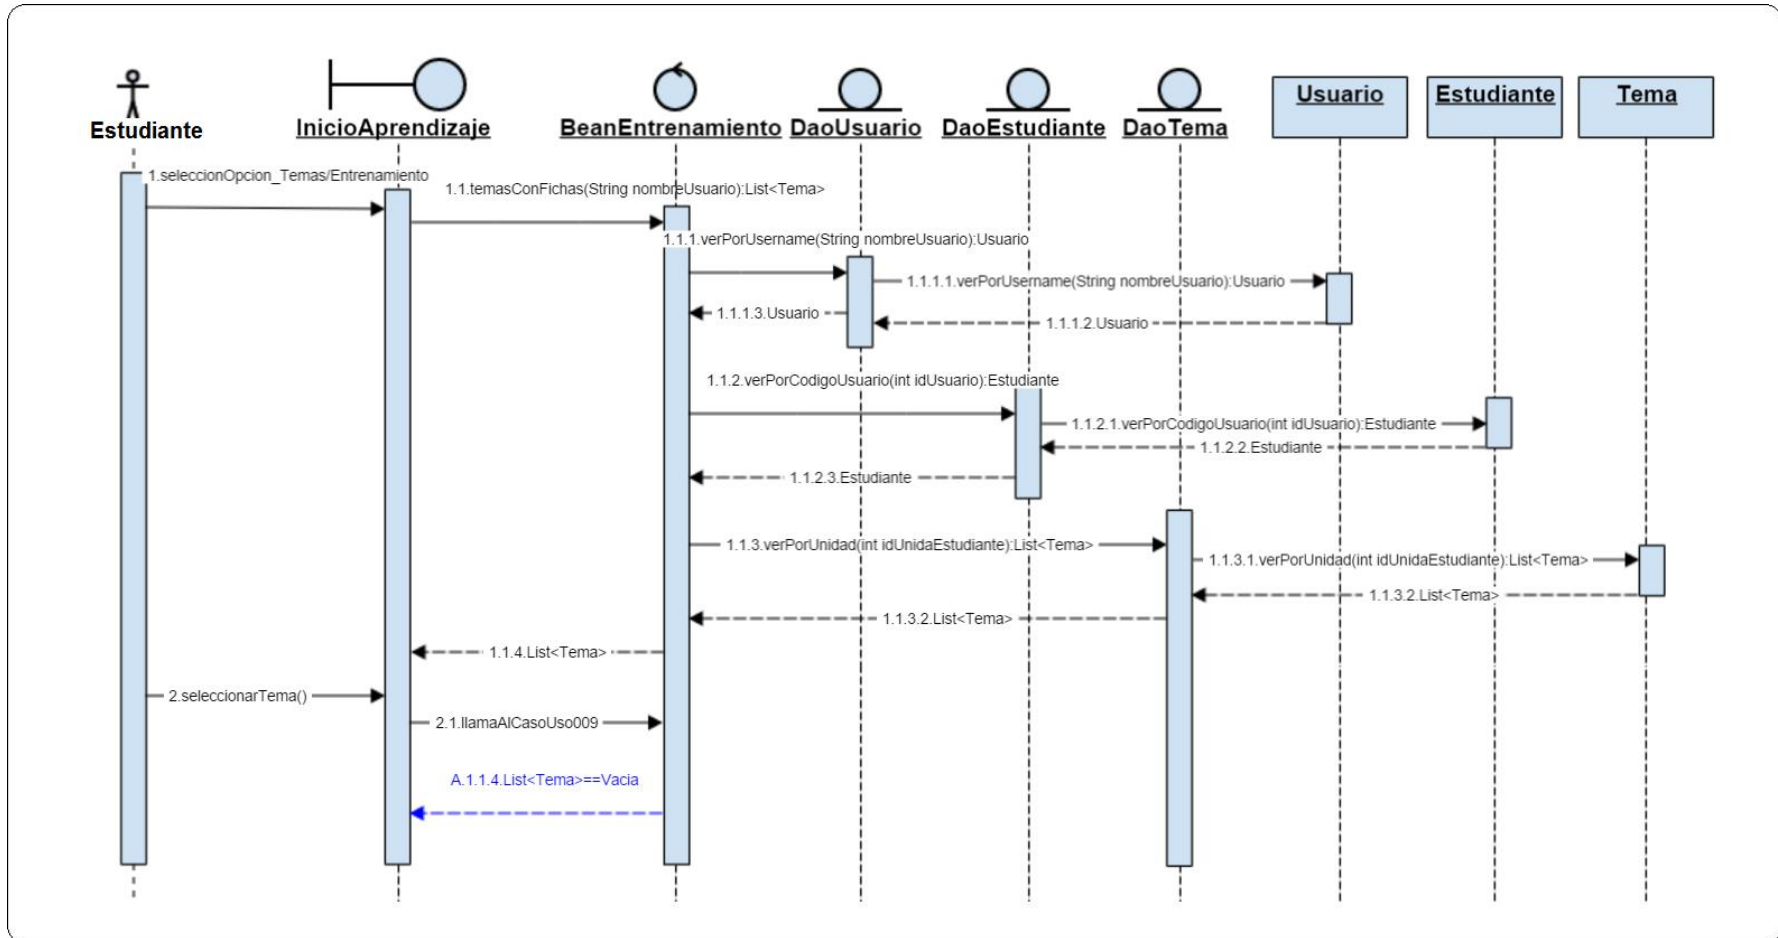 Estudiante
InicioAprendizaje
BeanEntrenamiento
DaoUsuario
DaoEstudiante
DaoTema
Usuario
Estudiante
Tema
1.seleccionOpcion_Temas/Entrenamiento
1.1.temasConFichas(String nombreUsuario):List<Tema>
1.1.1.verPorUsername(String nombreUsuario):Usuario
1.1.1.1.verPorUsername(String nombreUsuario):Usuario
1.1.1.3.Usuario
1.1.1.2.Usuario
1.1.2.verPorCodigoUsuario(int idUsuario):Estudiante
1.1.2.1.verPorCodigoUsuario(int idUsuario):Estudiante
1.1.2.2.Estudiante
1.1.2.3.Estudiante
1.1.3.verPorUnidad(int idUnidaEstudiante):List<Tema>
1.1.3.1.verPorUnidad(int idUnidaEstudiante):List<Tema>
1.1.3.2.List<Tema>
1.1.3.2.List<Tema>
1.1.4.List<Tema>
2.seleccionarTema()
2.1.llamaAlCasoUso009
A.1.1.4.List<Tema>==Vacia